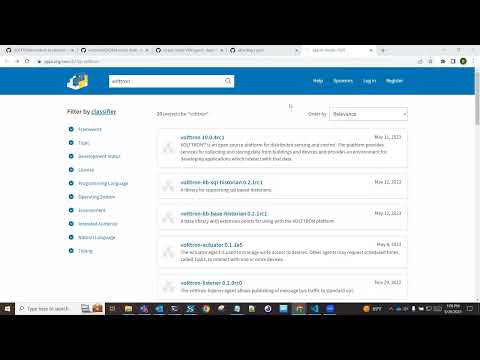 volttron
Help Sponsors Log in Register
Filter by classifier
Framework
Topic
Development Status
License
Programming Language
Operating System
Environment
Intended Audience
Natural Language
Typing
projects for "volttron"
Order by Relevance
volttron 10.0.4rc1
May 11, 2023
VOLTTRON™ is an open source platform for distributed sensing and control. The platform provides
services for collecting and storing data from buildings and devices and provides an environment for
developing applications which interact with that data.
volttron-lib-sql-historian 0.2.1rc1
May 12, 2023
A library for supporting sql based historians.
volttron-lib-base-historian 0.2.1rc1
May 12, 2023
A base library with extension points for using with the VOLTTRON platform
volttron-actuator 0.1.1a5
The Actuator agent is used to manage write access to devices. Other agents may request scheduled times,
called Tasks, to interact with one or more devices.
volttron-listener 0.1.0rc0
Nov 29, 2022
The volttron-listener agent allows publishing of message bus traffic to standard out.
Type here to search